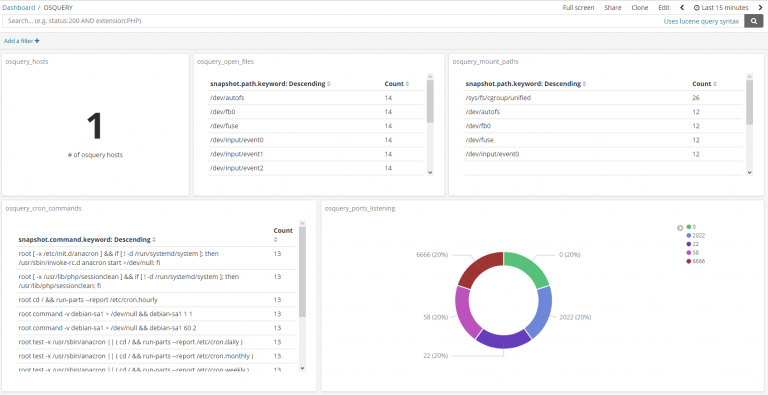 Dashboard / OSQUERY
Full screen Share Clone Edit Last 15 minutes
Search... (e.g. status:200 AND extension:PHP)
Uses lucene query syntax
Add a filter +
osquery_hosts
1
# of osquery hosts
osquery_open_files
snapshot.path.keyword: Descending Count
/dev/autofs 14
/dev/fb0 14
/dev/fuse 14
/dev/input/event0 14
/dev/input/event1 14
/dev/input/event2 14
osquery_mount_paths
snapshot.path.keyword: Descending Count
/sys/fs/cgroup/unified 26
/dev/autofs 12
/dev/fb0 12
/dev/fuse 12
/dev/input/event0 12
osquery_cron_commands
snapshot.command.keyword: Descending Count
root [ -x /etc/init.d/anacron ] && if [ ! -d /run/systemd/system ]; then 13
/usr/sbin/invoke-rc.d anacron start >/dev/null; fi
root [ -x /usr/lib/php/sessionclean ] && if [ ! -d /run/systemd/system ]; then 13
/usr/lib/php/sessionclean; fi
root cd / && run-parts --report /etc/cron.hourly 13
root command -v debian-sa1 > /dev/null && debian-sa1 1 1 13
root command -v debian-sa1 > /dev/null && debian-sa1 60 2 13
root test -x /usr/sbin/anacron || ( cd / && run-parts --report /etc/cron.daily ) 13
root test -x /usr/sbin/anacron || ( cd / && run-parts --report /etc/cron.monthly ) 13
root test -x /usr/sbin/anacron || ( cd / && run-parts --report /etc/cron.weekly ) 13
osquery_ports_listening
6666 (20%)
0 (20%)
58 (20%)
2022 (20%)
22 (20%)
0
2022
22
58
6666